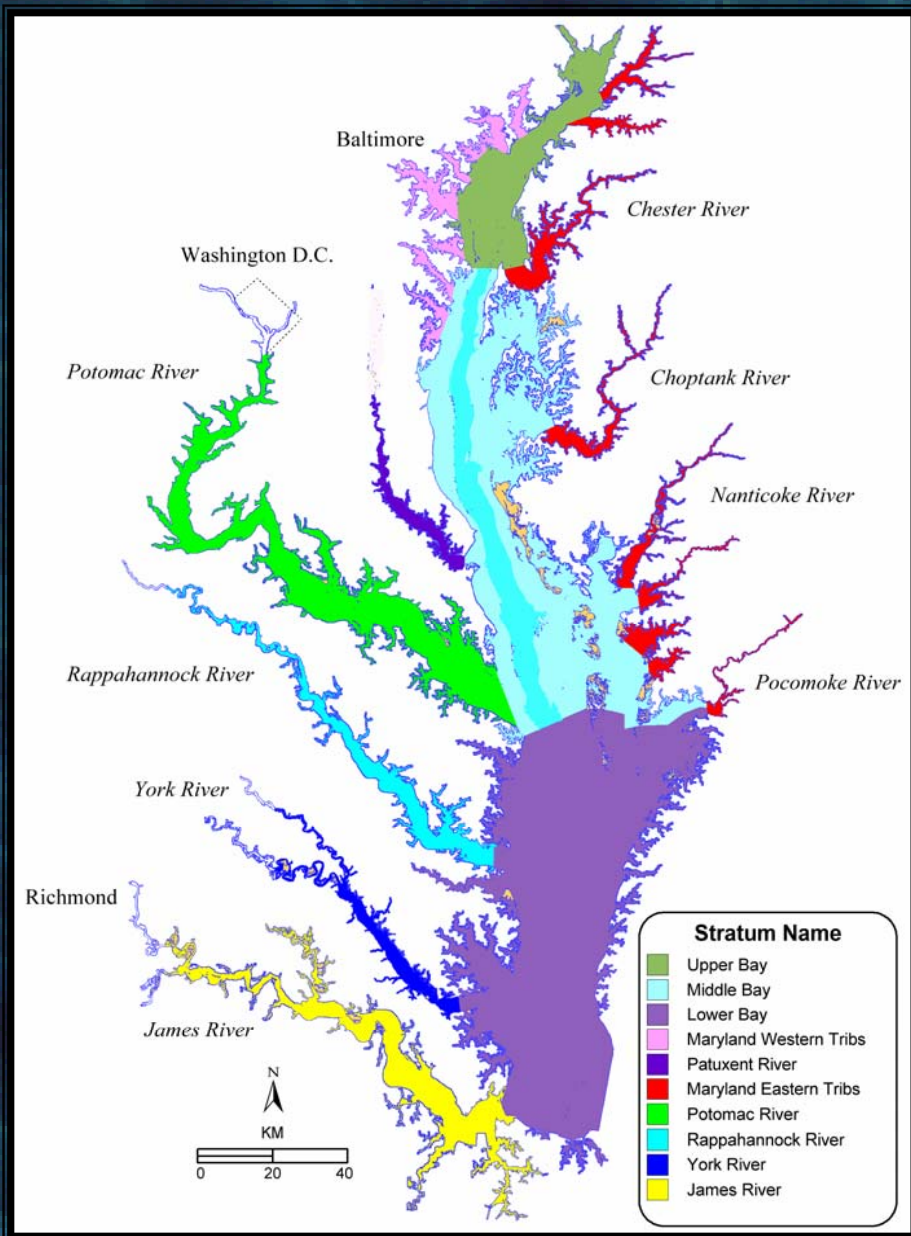 Baltimore
Chester River
Washington D.C.
Potomac River
Choptank River
Nanticoke River
Rappahannock River
Pocomoke River
York River
Richmond
James River
N
KM
0 20 40
Stratum Name
Upper Bay
Middle Bay
Lower Bay
Maryland Western Tribs
Patuxent River
Maryland Eastern Tribs
Potomac River
Rappahannock River
York River
James River